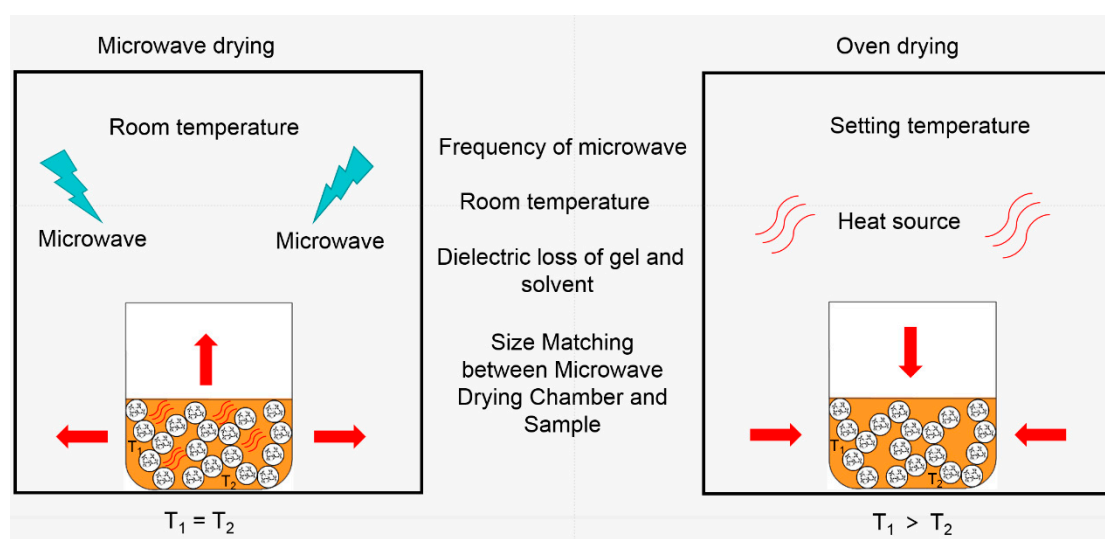 Microwave drying
Room temperature
Microwave
Microwave
T₁
T₂
T₁ = T₂
Frequency of microwave
Room temperature
Dielectric loss of gel and
solvent
Size Matching
between Microwave
Drying Chamber and
Sample
Oven drying
Setting temperature
Heat source
T₁
T₂
T₁ > T₂